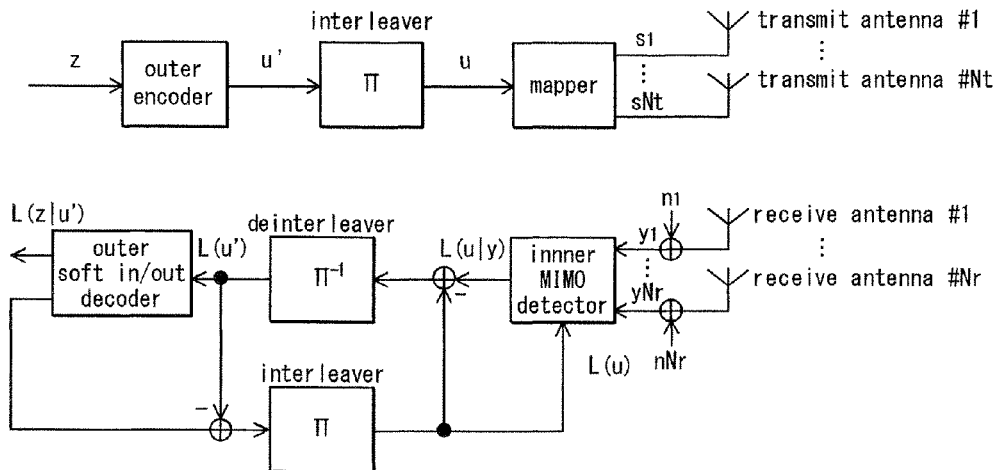 interleaver
transmit antenna #1
z
outer
encoder
u'
Π
u
mapper
s1
⋮
sNt
⋮
transmit antenna #Nt
L(z|u')
outer
soft in/out
decoder
L(u')
deinterleaver
Π⁻¹
L(u|y)
−
innner
MIMO
detector
n1
y1
⋮
yNr
nNr
receive antenna #1
⋮
receive antenna #Nr
L(u)
interleaver
−
Π